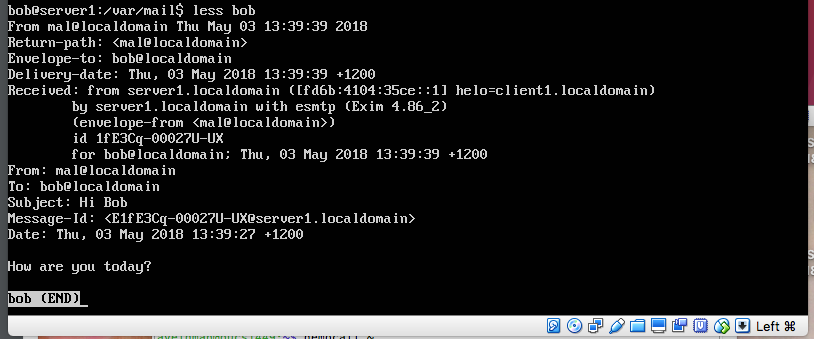 bob@server1:/var/mail$ less bob
From mal@localdomain Thu May 03 13:39:39 2018
Return-path: <mal@localdomain>
Envelope-to: bob@localdomain
Delivery-date: Thu, 03 May 2018 13:39:39 +1200
Received: from server1.localdomain ([fd6b:4104:35ce::1] helo=client1.localdomain)
        by server1.localdomain with esmtp (Exim 4.86_2)
        (envelope-from <mal@localdomain>)
        id 1fE3Cq-00027U-UX
        for bob@localdomain; Thu, 03 May 2018 13:39:39 +1200
From: mal@localdomain
To: bob@localdomain
Subject: Hi Bob
Message-Id: <E1fE3Cq-00027U-UX@server1.localdomain>
Date: Thu, 03 May 2018 13:39:27 +1200

How are you today?

bob (END)
Left ⌘